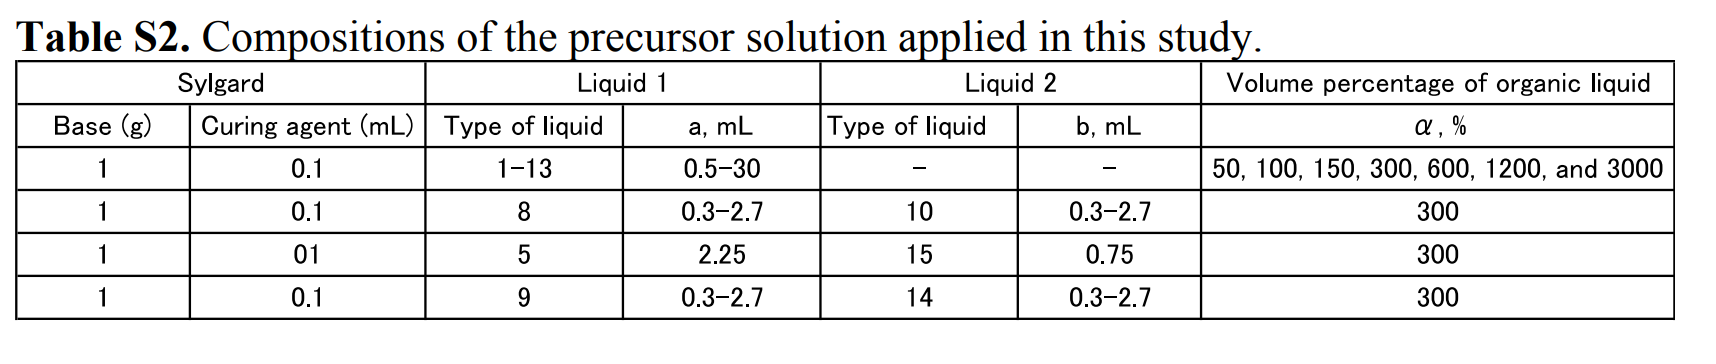 Table S2. Compositions of the precursor solution applied in this study.
Sylgard Liquid 1 Liquid 2 Volume percentage of organic liquid
Base (g) Curing agent (mL) Type of liquid a, mL Type of liquid b, mL α, %
1 0.1 1-13 0.5-30 - - 50, 100, 150, 300, 600, 1200, and 3000
1 0.1 8 0.3-2.7 10 0.3-2.7 300
1 01 5 2.25 15 0.75 300
1 0.1 9 0.3-2.7 14 0.3-2.7 300